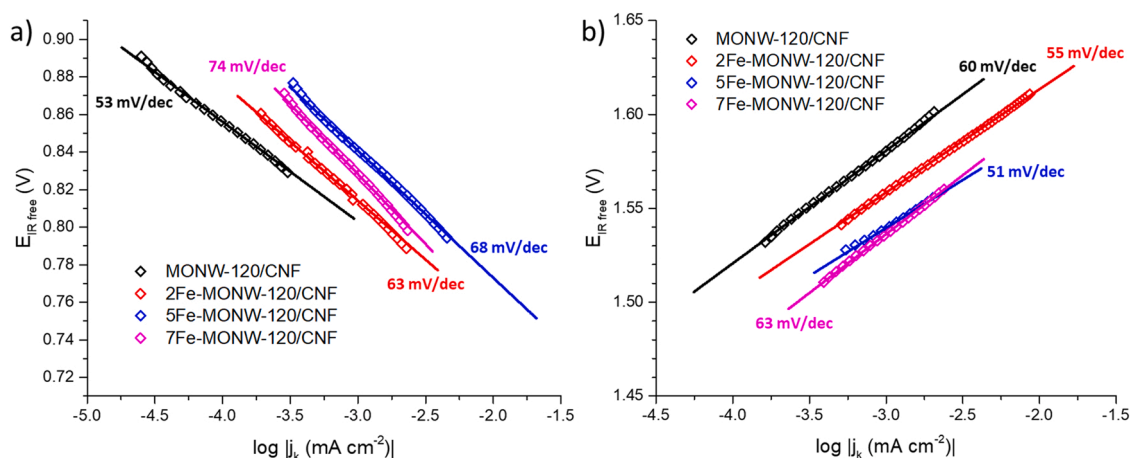 a)
0.90
0.88
0.86
0.84
0.82
0.80
0.78
0.76
0.74
0.72
E_IR free (V)
53 mV/dec
74 mV/dec
68 mV/dec
63 mV/dec
MONW-120/CNF
2Fe-MONW-120/CNF
5Fe-MONW-120/CNF
7Fe-MONW-120/CNF
-5.0 -4.5 -4.0 -3.5 -3.0 -2.5 -2.0 -1.5
log |j_k (mA cm⁻²)|
b)
1.65
1.60
1.55
1.50
1.45
E_IR free (V)
MONW-120/CNF
2Fe-MONW-120/CNF
5Fe-MONW-120/CNF
7Fe-MONW-120/CNF
60 mV/dec
55 mV/dec
51 mV/dec
63 mV/dec
-4.5 -4.0 -3.5 -3.0 -2.5 -2.0 -1.5
log |j_k (mA cm⁻²)|